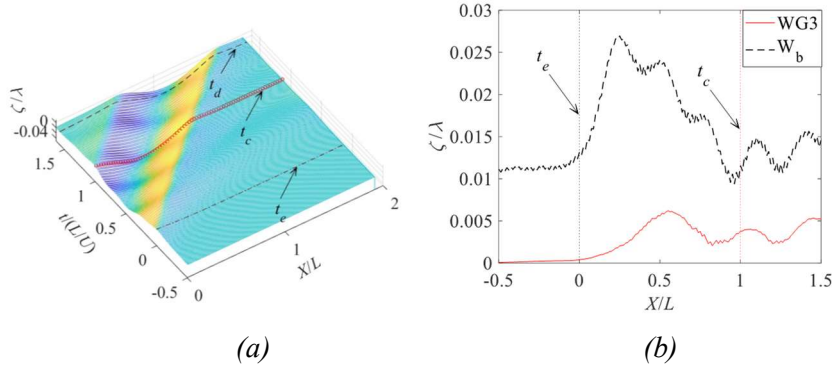 ζ/λ
0
-0.04
1.5
1
0.5
0
-0.5
t/(L/U)
0
1
2
X/L
t_d
t_c
t_e
(a)
0.03
0.025
0.02
0.015
0.01
0.005
0
ζ/λ
-0.5
0
0.5
1
1.5
X/L
t_e
t_c
WG3
W_b
(b)